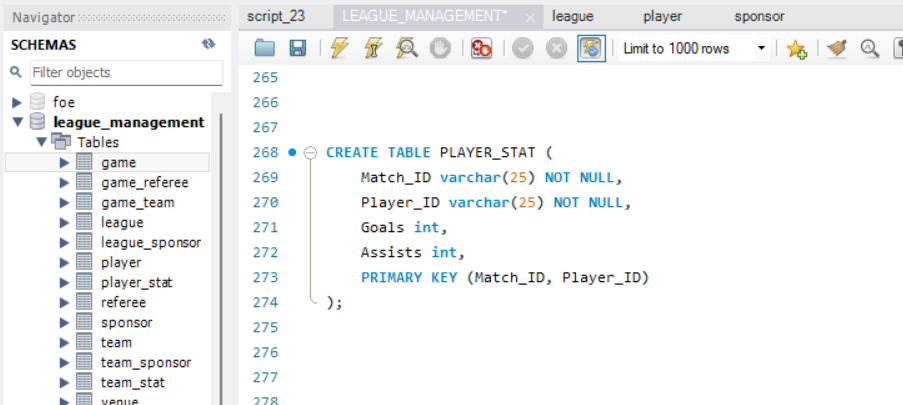 Navigator
SCHEMAS
Filter objects
foe
league_management
Tables
game
game_referee
game_team
league
league_sponsor
player
player_stat
referee
sponsor
team
team_sponsor
team_stat
venue
script_23 LEAGUE_MANAGEMENT* × league player sponsor
Limit to 1000 rows
265
266
267
268 CREATE TABLE PLAYER_STAT (
269 Match_ID varchar(25) NOT NULL,
270 Player_ID varchar(25) NOT NULL,
271 Goals int,
272 Assists int,
273 PRIMARY KEY (Match_ID, Player_ID)
274 );
275
276
277
278